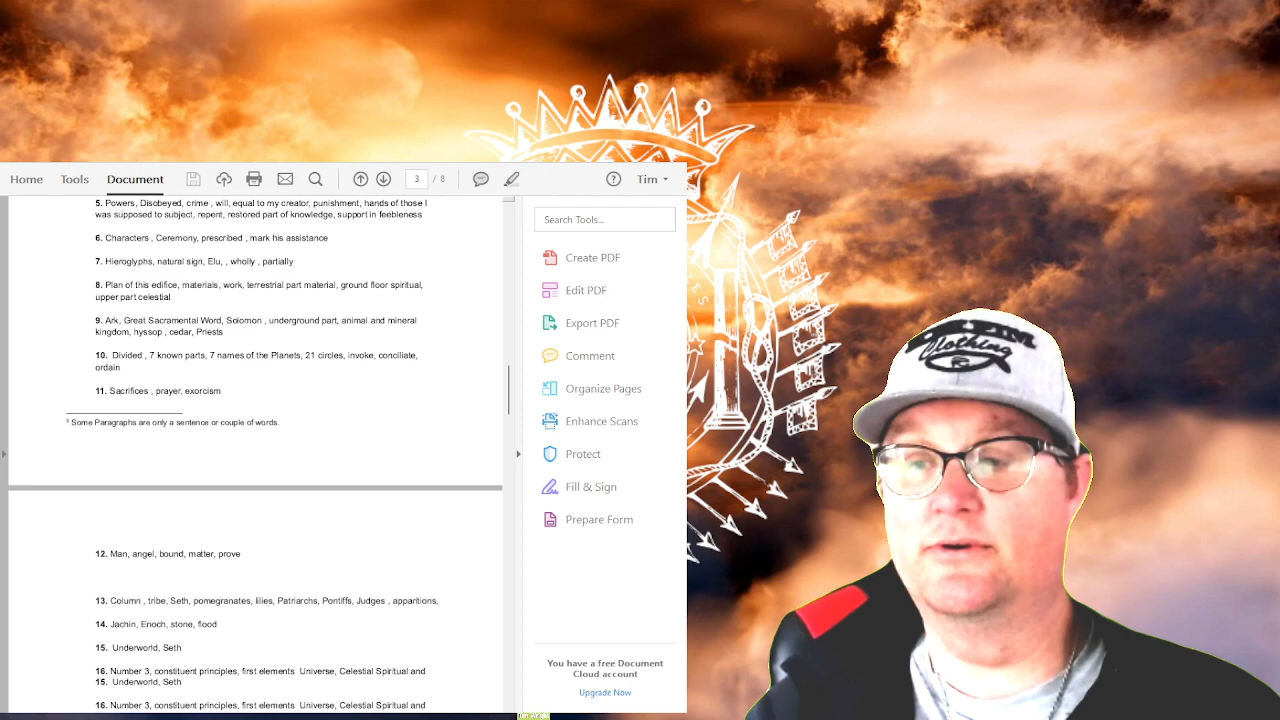 Home Tools Document 3 / 8 Tim
5. Powers, Disobeyed, crime , will, equal to my creator, punishment, hands of those I
was supposed to subject, repent, restored part of knowledge, support in feebleness
6. Characters , Ceremony, prescribed , mark his assistance
7. Hieroglyphs, natural sign, Elu, , wholly , partially
8. Plan of this edifice, materials, work, terrestrial part material, ground floor spiritual,
upper part celestial
9. Ark, Great Sacramental Word, Solomon , underground part, animal and mineral
kingdom, hyssop , cedar, Priests
10. Divided , 7 known parts, 7 names of the Planets, 21 circles, invoke, conciliate,
ordain
11. Sacrifices , prayer, exorcism
³ Some Paragraphs are only a sentence or couple of words.
12. Man, angel, bound, matter, prove
13. Column , tribe, Seth, pomegranates, lilies, Patriarchs, Pontiffs, Judges , apparitions,
14. Jachin, Enoch, stone, flood
15. Underworld, Seth
16. Number 3, constituent principles, first elements Universe, Celestial Spiritual and
15. Underworld, Seth
16. Number 3, constituent principles, first elements Universe, Celestial Spiritual and
Search Tools...
Create PDF
Edit PDF
Export PDF
Comment
Organize Pages
Enhance Scans
Protect
Fill & Sign
Prepare Form
You have a free Document
Cloud account
Upgrade Now
Clothing